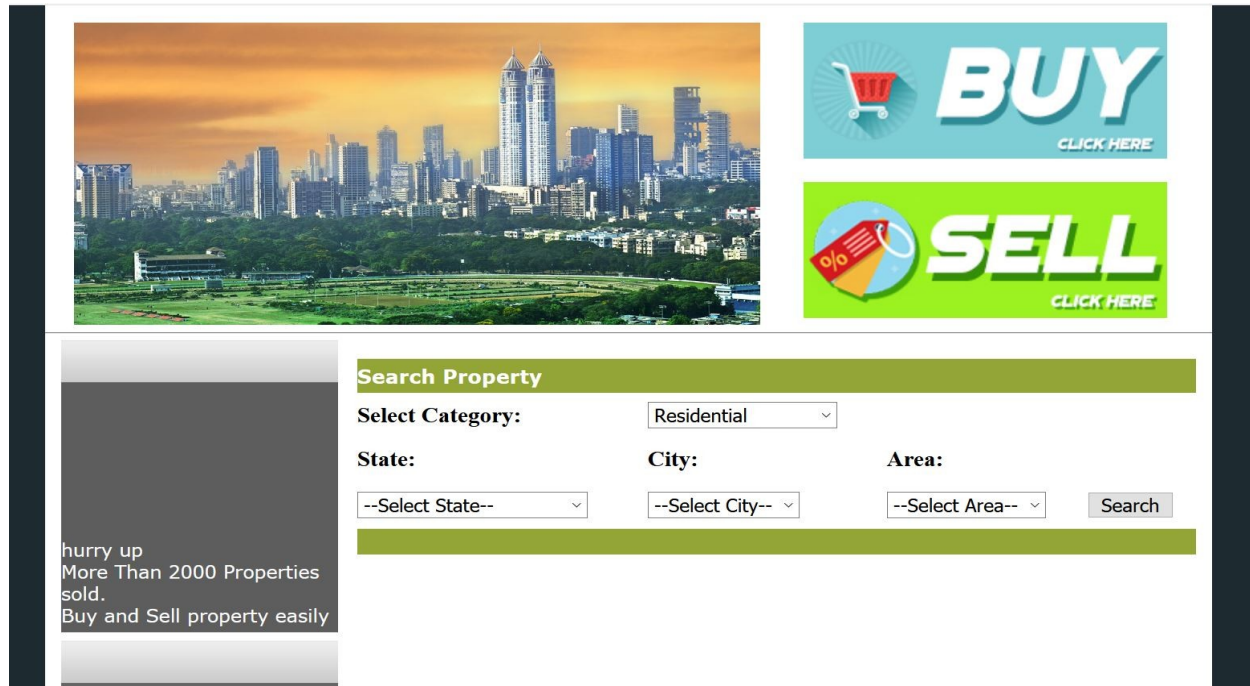 BUY
CLICK HERE
%
SELL
CLICK HERE
Search Property
Select Category:
Residential
State:
City:
Area:
--Select State--
--Select City--
--Select Area--
Search
hurry up
More Than 2000 Properties
sold.
Buy and Sell property easily